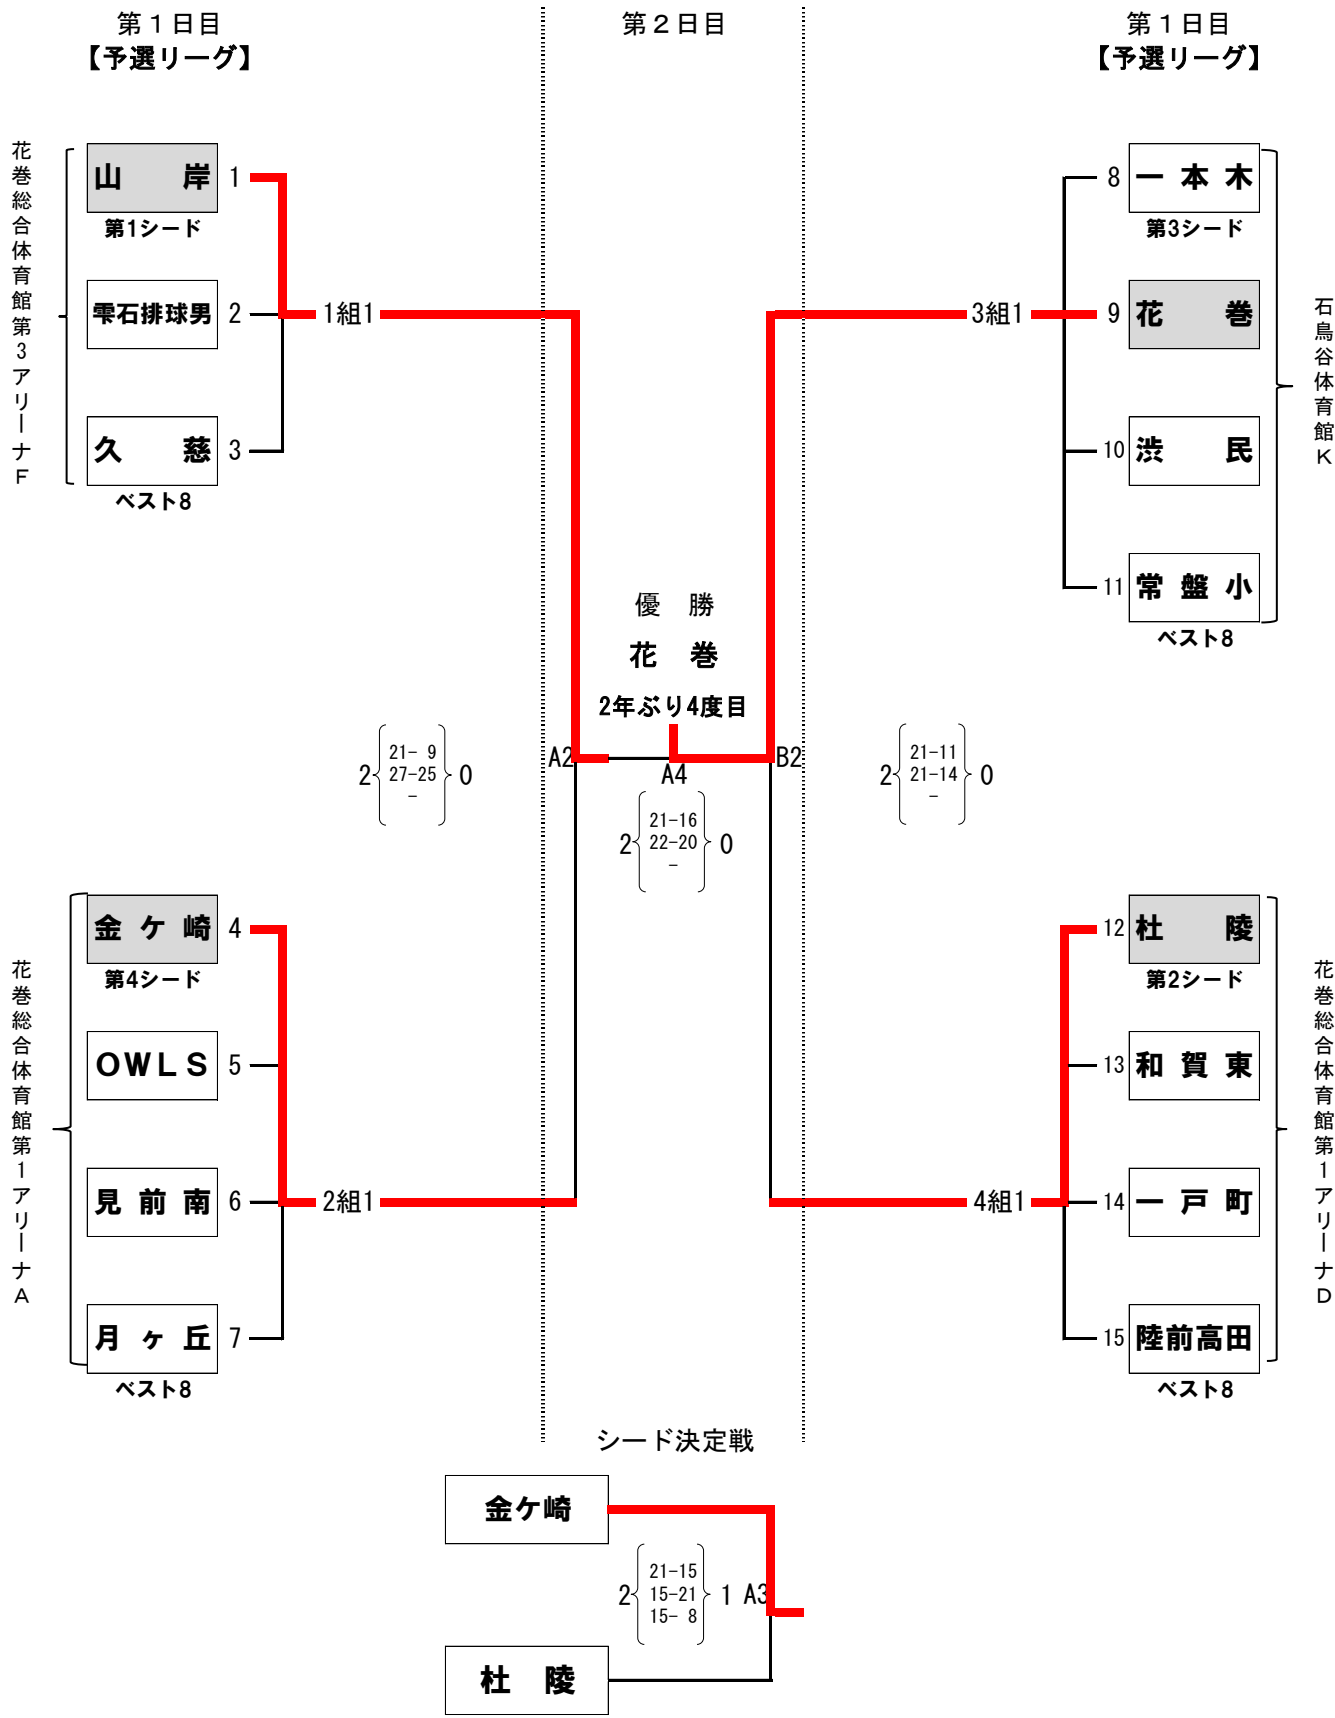 第１日目
【予選リーグ】
第２日目
第１日目
【予選リーグ】
花巻総合体育館第3アリーナF
山　岸 1
第1シード
雫石排球男 2
久　慈 3
ベスト8
1組1
花巻総合体育館第1アリーナA
金ケ崎 4
第4シード
OWLS 5
見前南 6
月ヶ丘 7
ベスト8
2組1
8 一本木
第3シード
9 花　巻
10 渋　民
11 常盤小
ベスト8
3組1
石鳥谷体育館K
12 杜　陵
第2シード
13 和賀東
14 一戸町
15 陸前高田
ベスト8
4組1
花巻総合体育館第1アリーナD
優　勝
花　巻
2年ぶり4度目
A2
21- 9
2 27-25 0
-
A4
21-16
2 22-20 0
-
B2
21-11
2 21-14 0
-
シード決定戦
金ケ崎
21-15
2 15-21 1 A3
15- 8
杜　陵